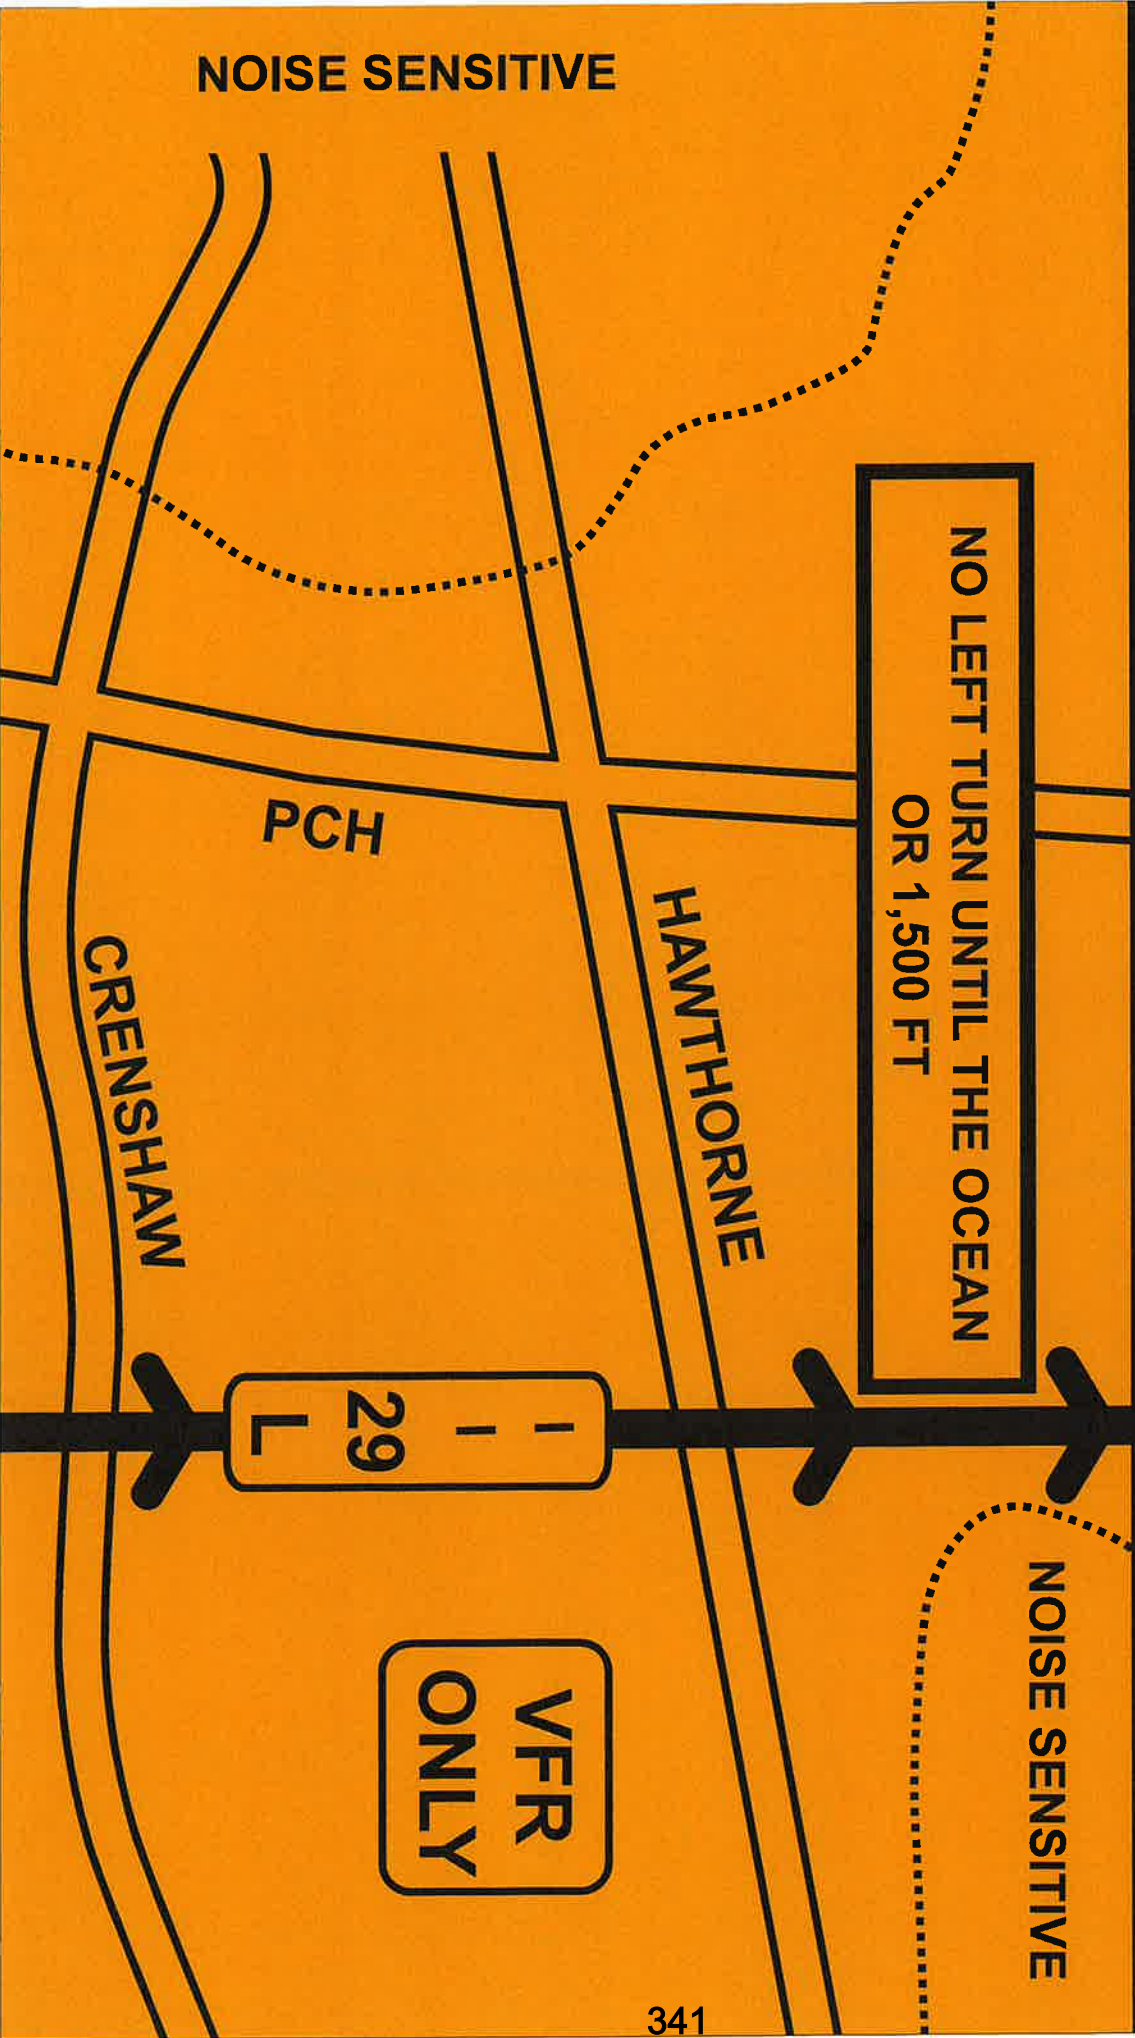 NOISE SENSITIVE
NO LEFT TURN UNTIL THE OCEAN
OR 1,500 FT
PCH
HAWTHORNE
CRENSHAW
29
L
NOISE SENSITIVE
VFR
ONLY
341